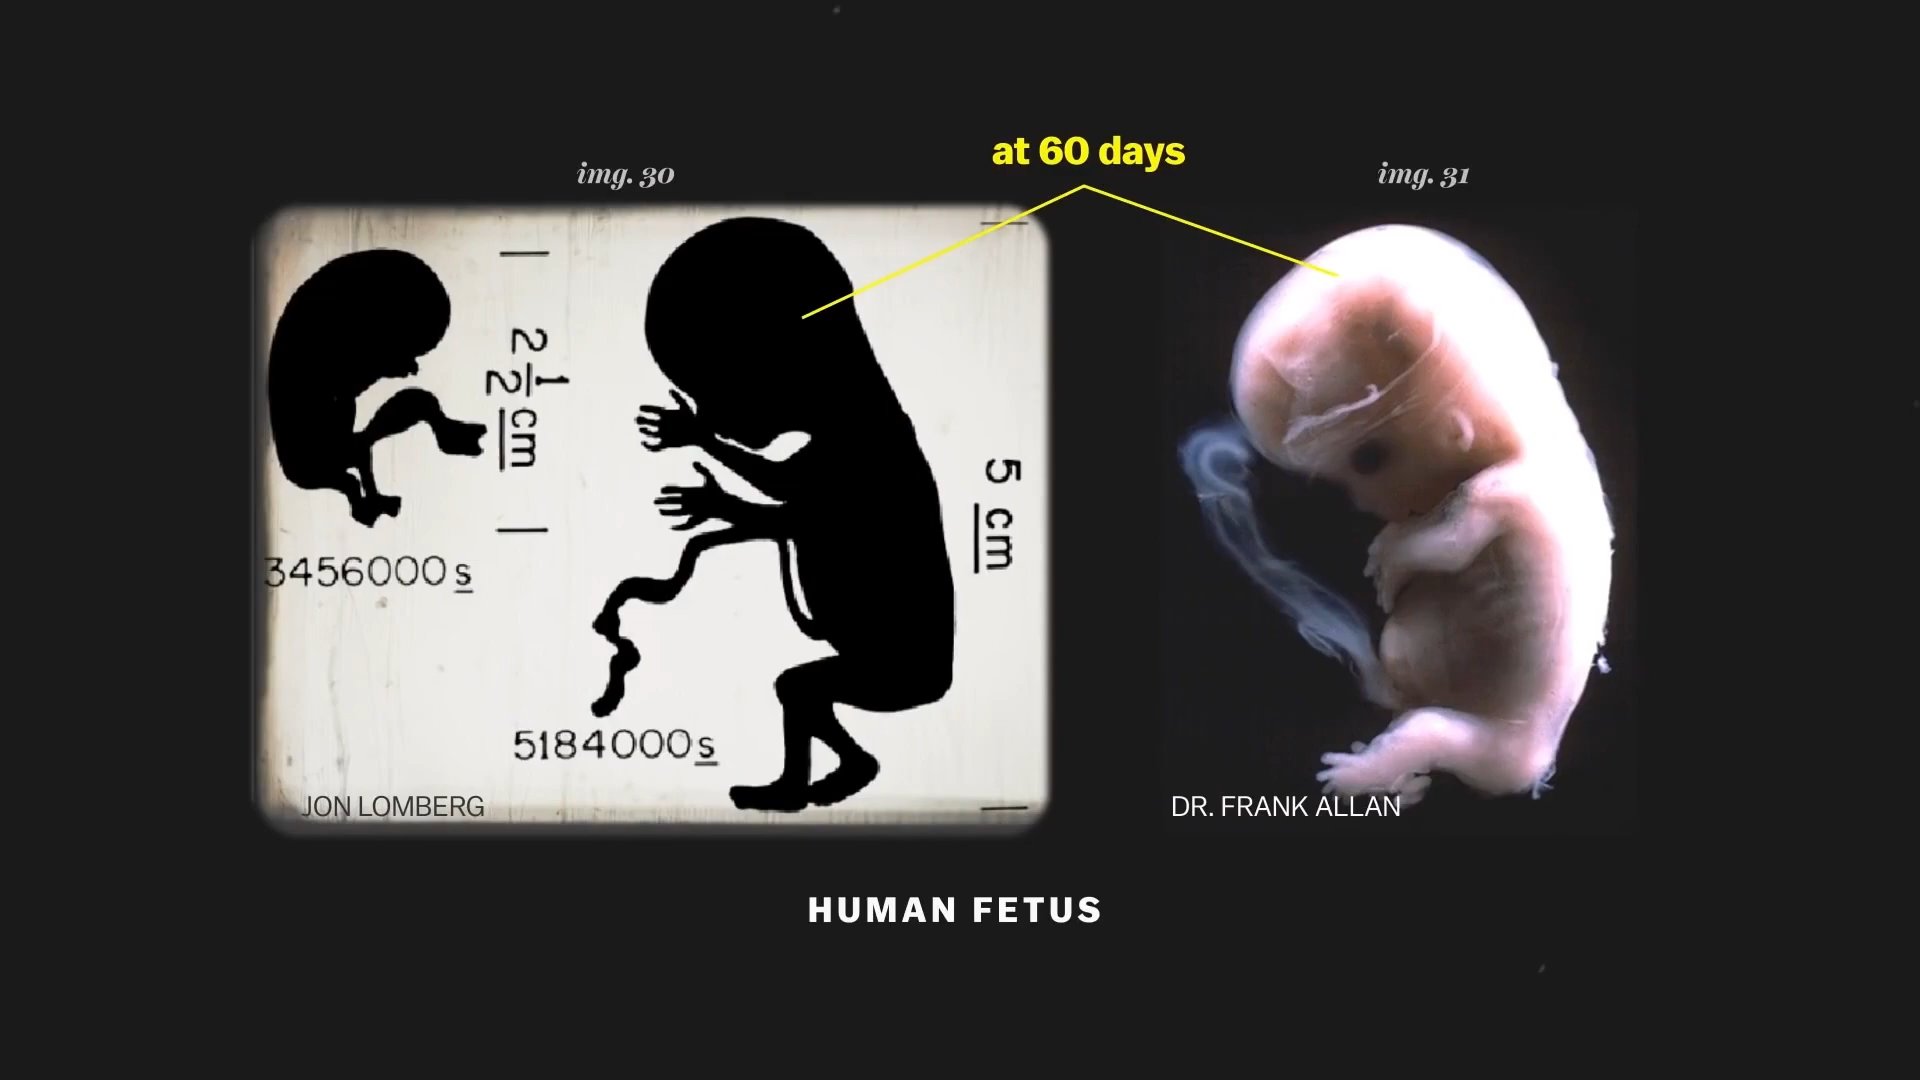 at 60 days
img. 30
img. 31
2 1/2 cm
5 cm
3456000 s
5184000 s
JON LOMBERG
DR. FRANK ALLAN
HUMAN FETUS